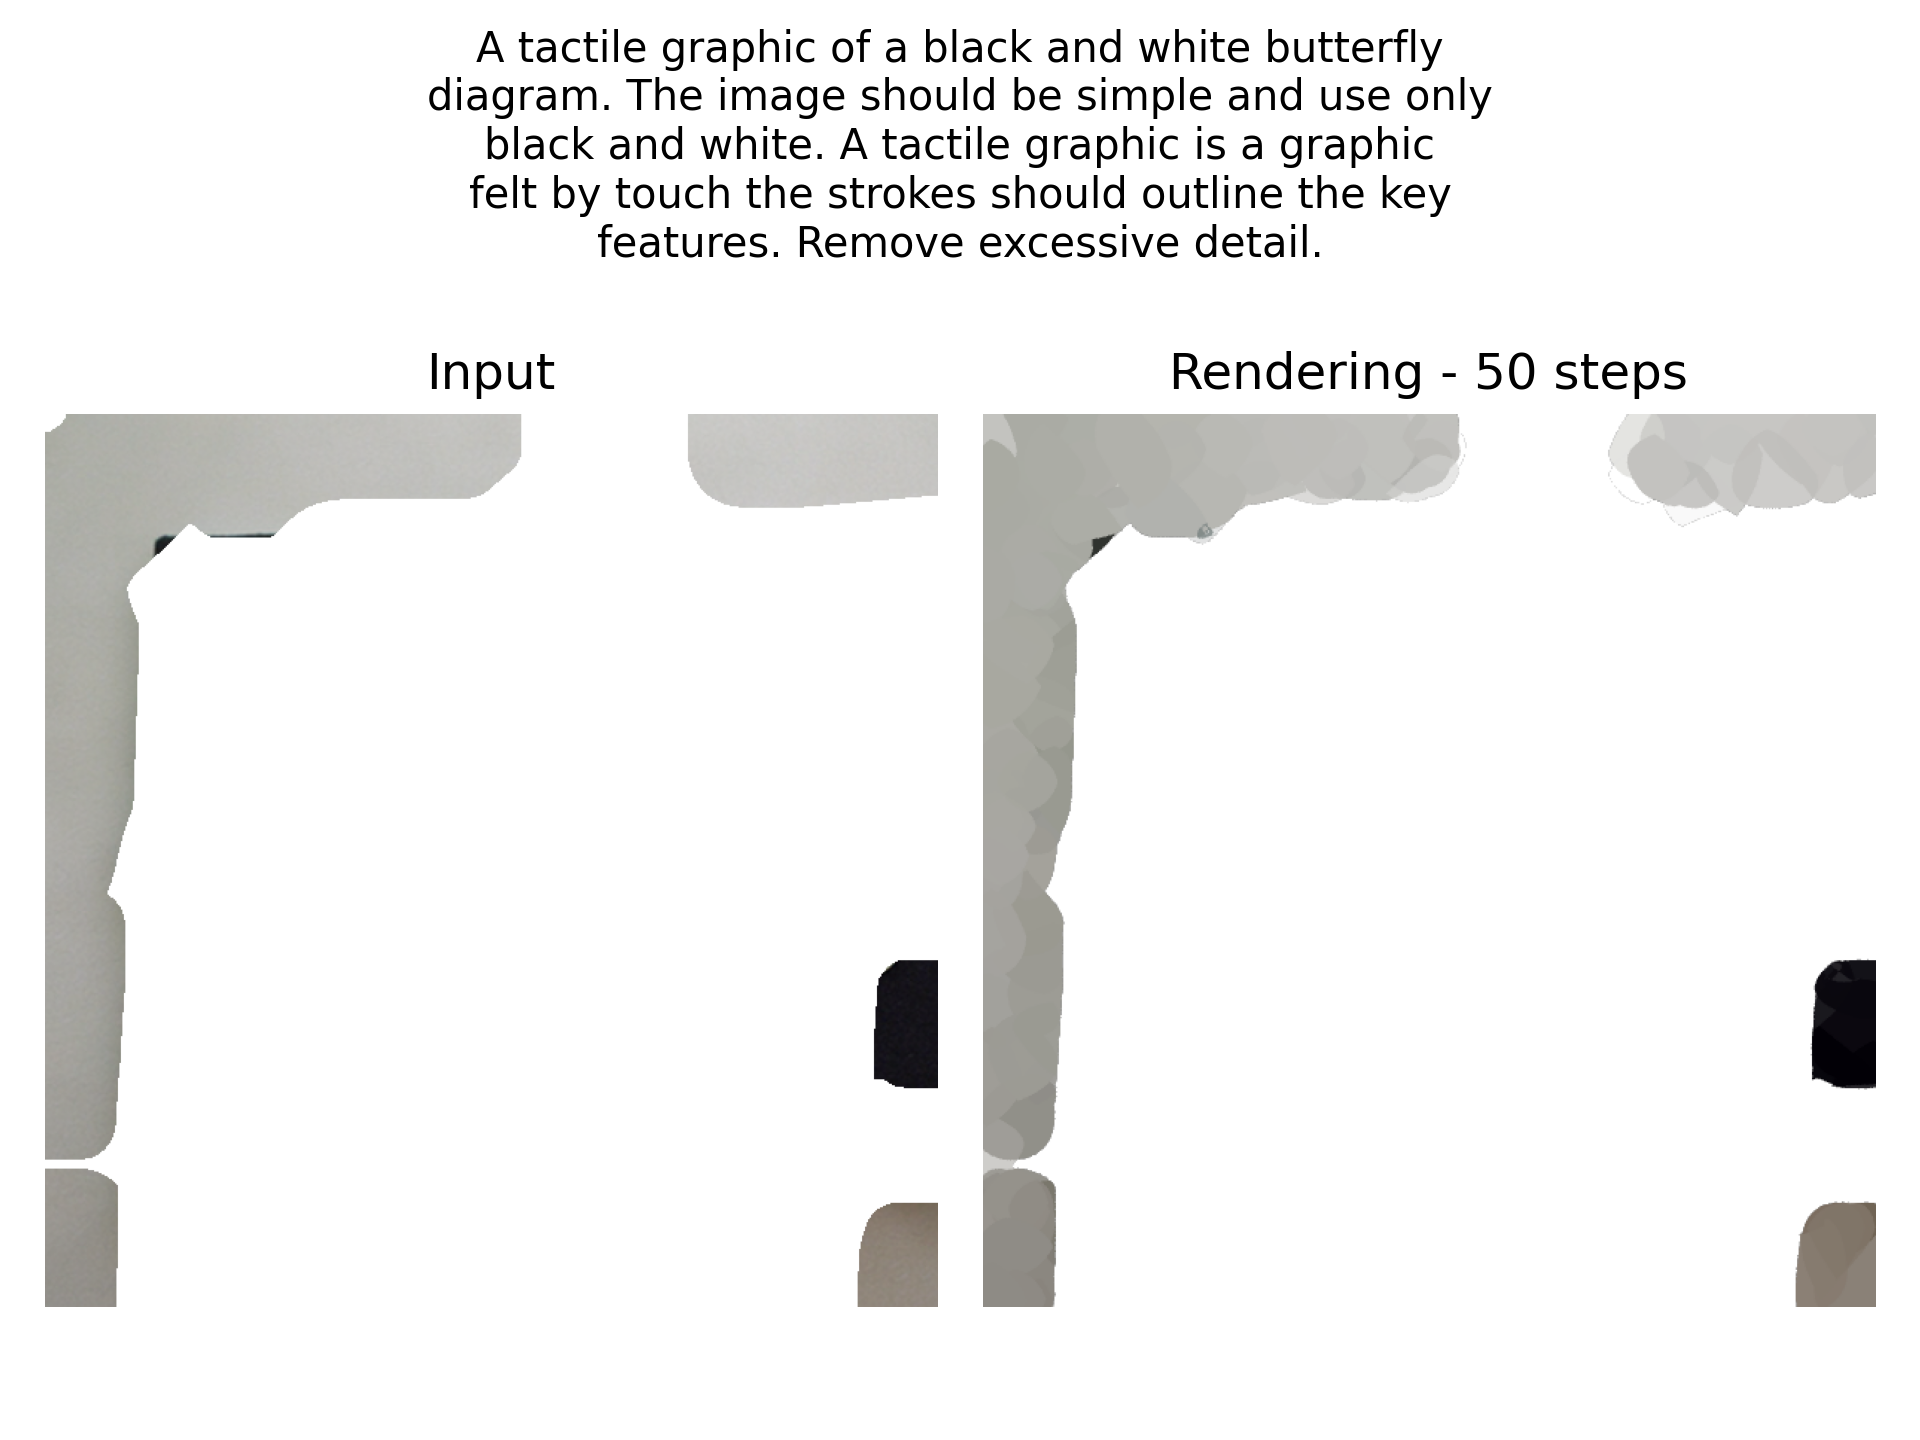 A tactile graphic of a black and white butterfly
diagram. The image should be simple and use only
black and white. A tactile graphic is a graphic
felt by touch the strokes should outline the key
features. Remove excessive detail.
Input
Rendering - 50 steps